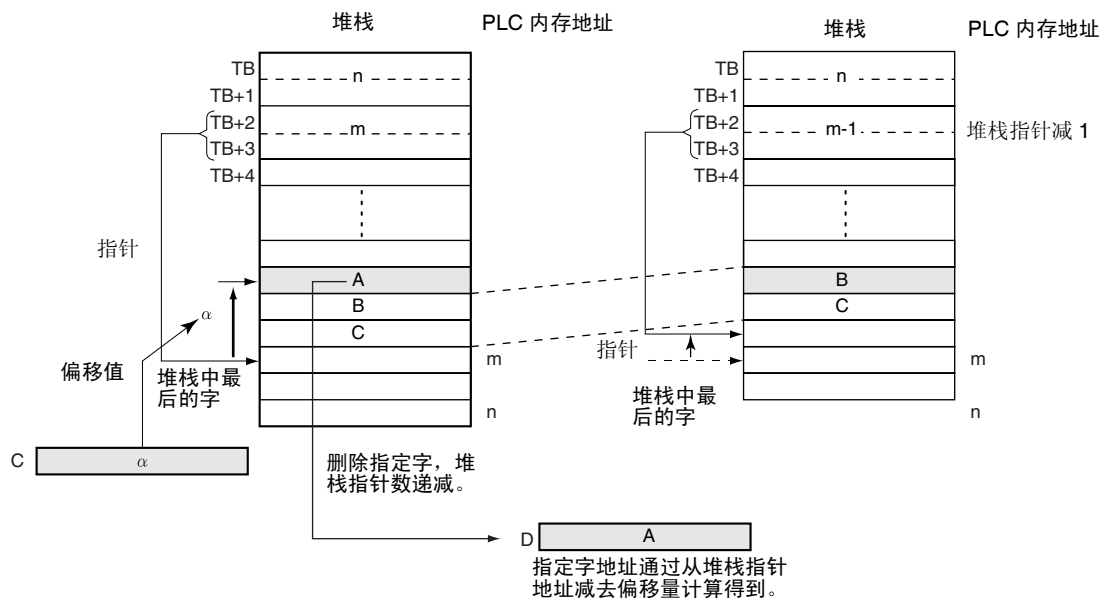 堆栈
PLC 内存地址
TB
n
TB+1
TB+2
m
TB+3
TB+4
指针
A
B
α
C
偏移值
堆栈中最
后的字
m
n
C
α
删除指定字，堆
栈指针数递减。
D
A
指定字地址通过从堆栈指针
地址减去偏移量计算得到。
堆栈
PLC 内存地址
TB
n
TB+1
TB+2
m-1
堆栈指针减 1
TB+3
TB+4
B
C
指针
m
堆栈中最
后的字
n